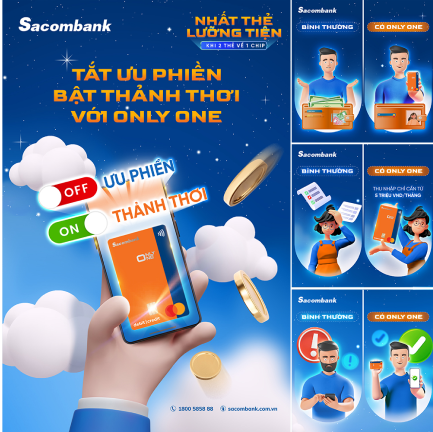 Sacombank
NHẤT THẺ
LƯỠNG TIỆN
KHI 2 THẺ VỀ 1 CHIP
TẮT ƯU PHIỀN
BẬT THẢNH THƠI
VỚI ONLY ONE
OFF
ƯU PHIỀN
ON
THẢNH THƠI
Sacombank
1800 5858 88
sacombank.com.vn
Sacombank
BÌNH THƯỜNG
CÓ ONLY ONE
Sacombank
BÌNH THƯỜNG
CÓ ONLY ONE
THU NHẬP CHỈ CẦN TỪ
5 TRIỆU VNĐ/THÁNG
Sacombank
BÌNH THƯỜNG
CÓ ONLY ONE